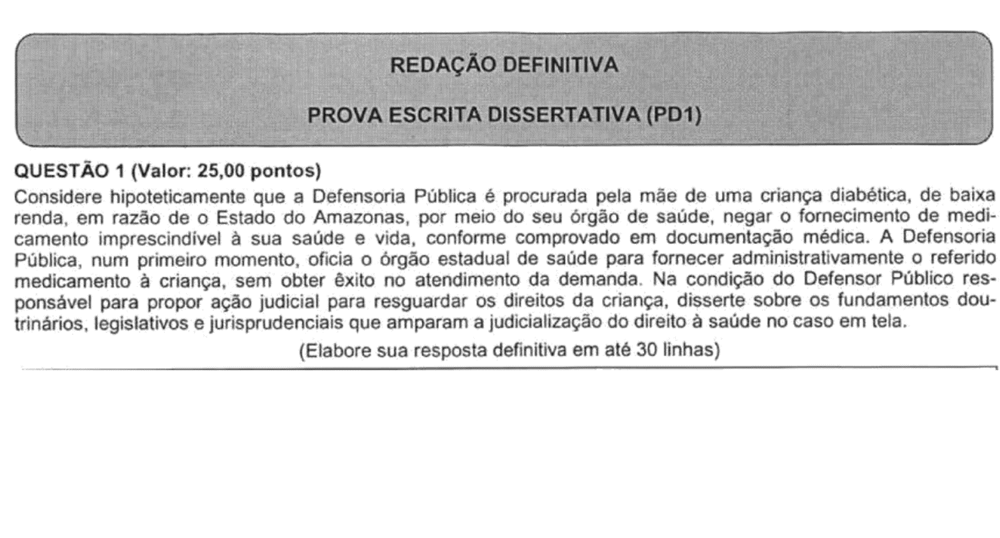 REDAÇÃO DEFINITIVA
PROVA ESCRITA DISSERTATIVA (PD1)
QUESTÃO 1 (Valor: 25,00 pontos)
Considere hipoteticamente que a Defensoria Pública é procurada pela mãe de uma criança diabética, de baixa
renda, em razão de o Estado do Amazonas, por meio do seu órgão de saúde, negar o fornecimento de medi-
camento imprescindível à sua saúde e vida, conforme comprovado em documentação médica. A Defensoria
Pública, num primeiro momento, oficia o órgão estadual de saúde para fornecer administrativamente o referido
medicamento à criança, sem obter êxito no atendimento da demanda. Na condição do Defensor Público res-
ponsável para propor ação judicial para resguardar os direitos da criança, disserte sobre os fundamentos dou-
trinários, legislativos e jurisprudenciais que amparam a judicialização do direito à saúde no caso em tela.
(Elabore sua resposta definitiva em até 30 linhas)